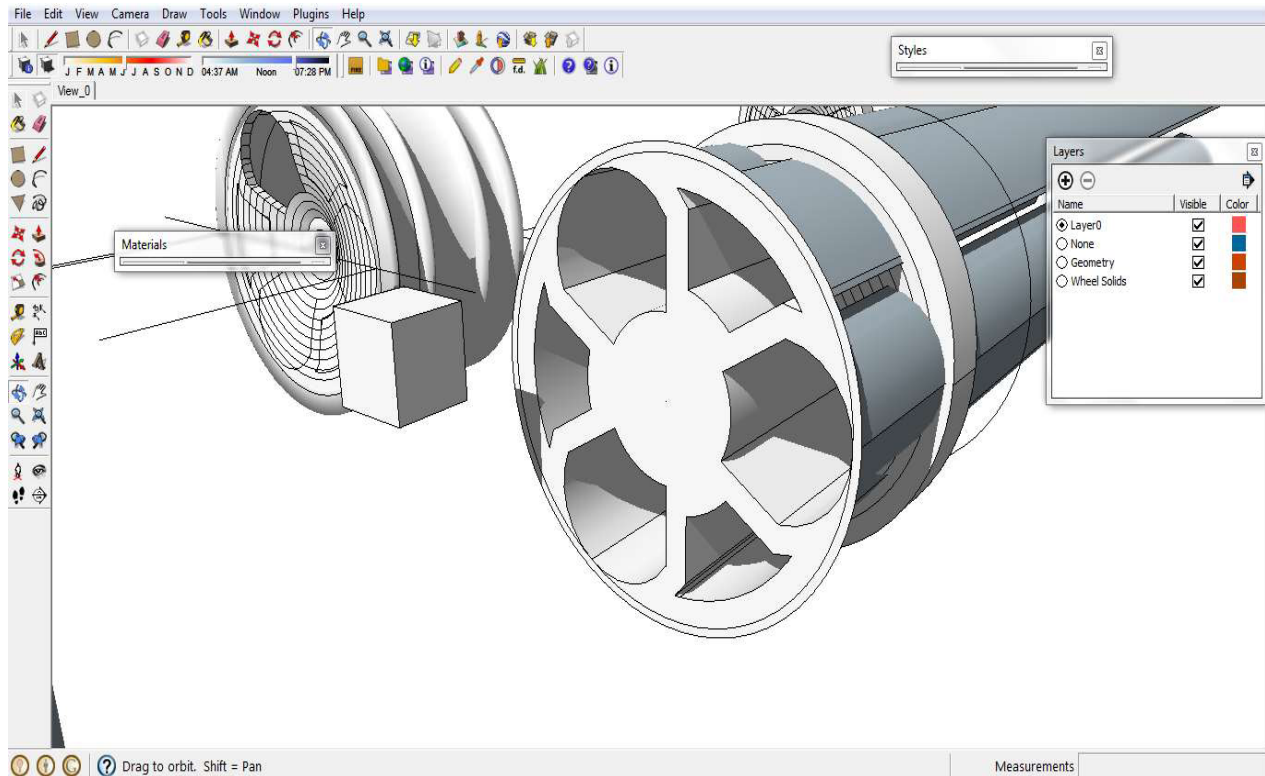 File Edit View Camera Draw Tools Window Plugins Help
Styles
J F M A M J J A S O N D 04:37 AM Noon 07:28 PM
f.d.
View_0
Layers
Name Visible Color
Layer0
None
Geometry
Wheel Solids
Materials
Drag to orbit. Shift = Pan
Measurements